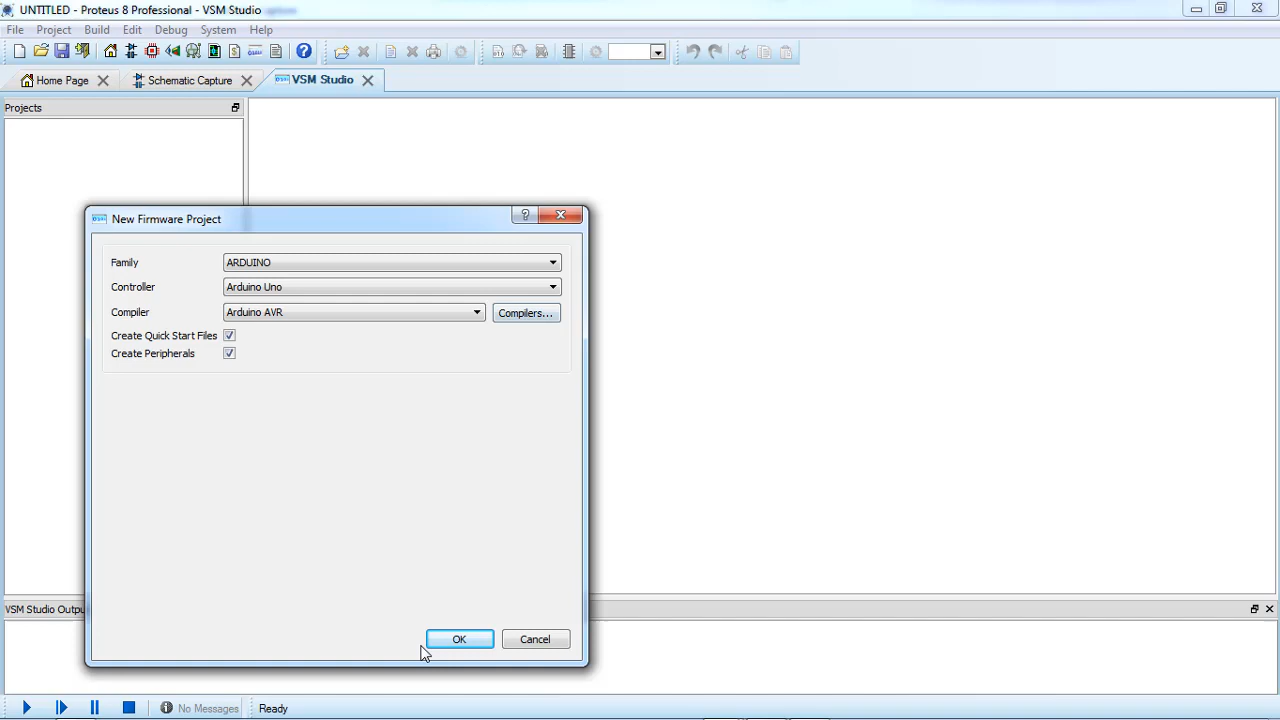 UNTITLED - Proteus 8 Professional - VSM Studio
File Project Build Edit Debug System Help
Home Page Schematic Capture VSM Studio
Projects
New Firmware Project
Family ARDUINO
Controller Arduino Uno
Compiler Arduino AVR Compilers...
Create Quick Start Files
Create Peripherals
VSM Studio Outpu
OK Cancel
No Messages Ready